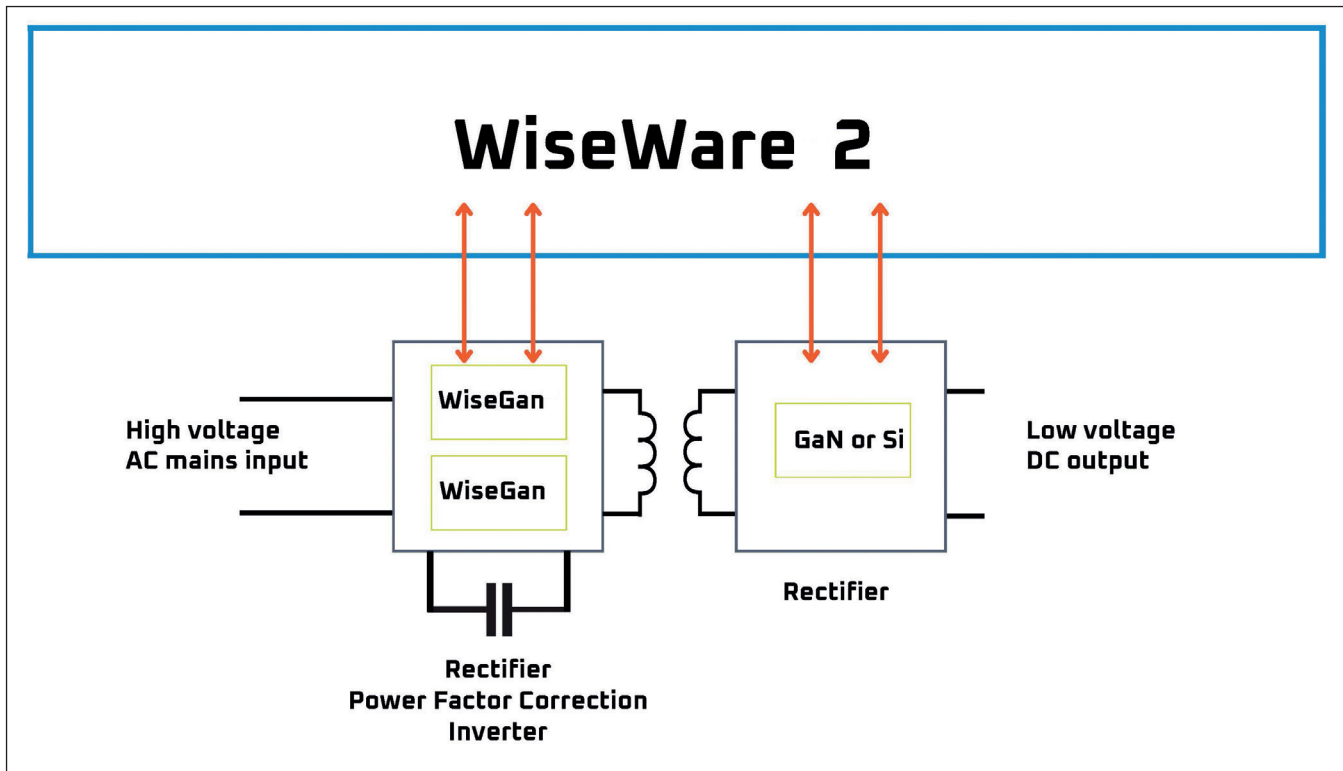 WiseWare 2
WiseGan
WiseGan
High voltage
AC mains input
GaN or Si
Low voltage
DC output
Rectifier
Rectifier
Power Factor Correction
Inverter